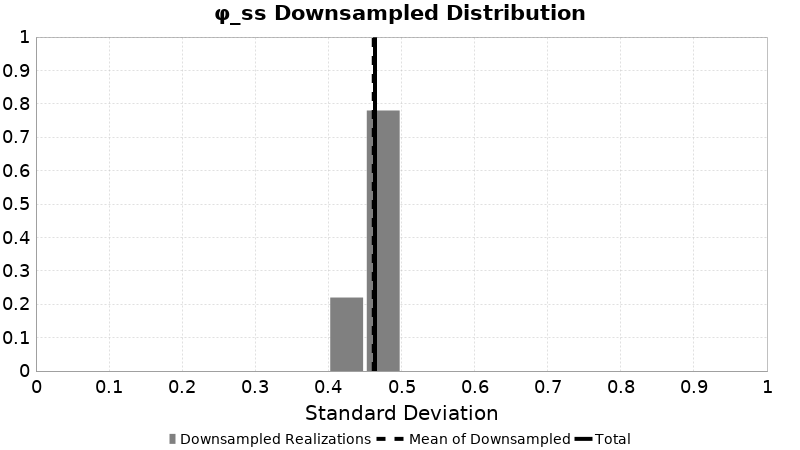 φ_ss Downsampled Distribution
1
0.9
0.8
0.7
0.6
0.5
0.4
0.3
0.2
0.1
0
0 0.1 0.2 0.3 0.4 0.5 0.6 0.7 0.8 0.9 1
Standard Deviation
Downsampled Realizations Mean of Downsampled Total